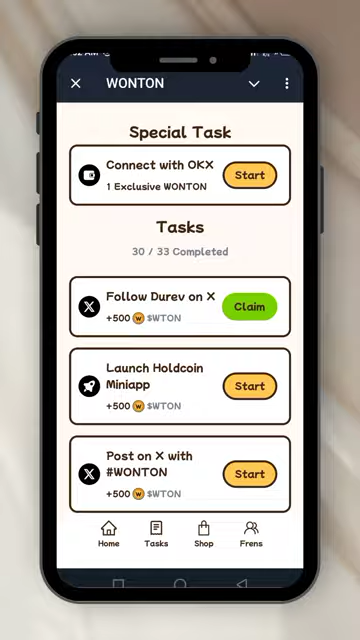 WONTON
Special Task
Connect with OKX
1 Exclusive WONTON
Start
Tasks
30 / 33 Completed
Follow Durev on X
+500 $WTON
Claim
Launch Holdcoin
Miniapp
+500 $WTON
Start
Post on X with
#WONTON
+500 $WTON
Start
Home Tasks Shop Frens